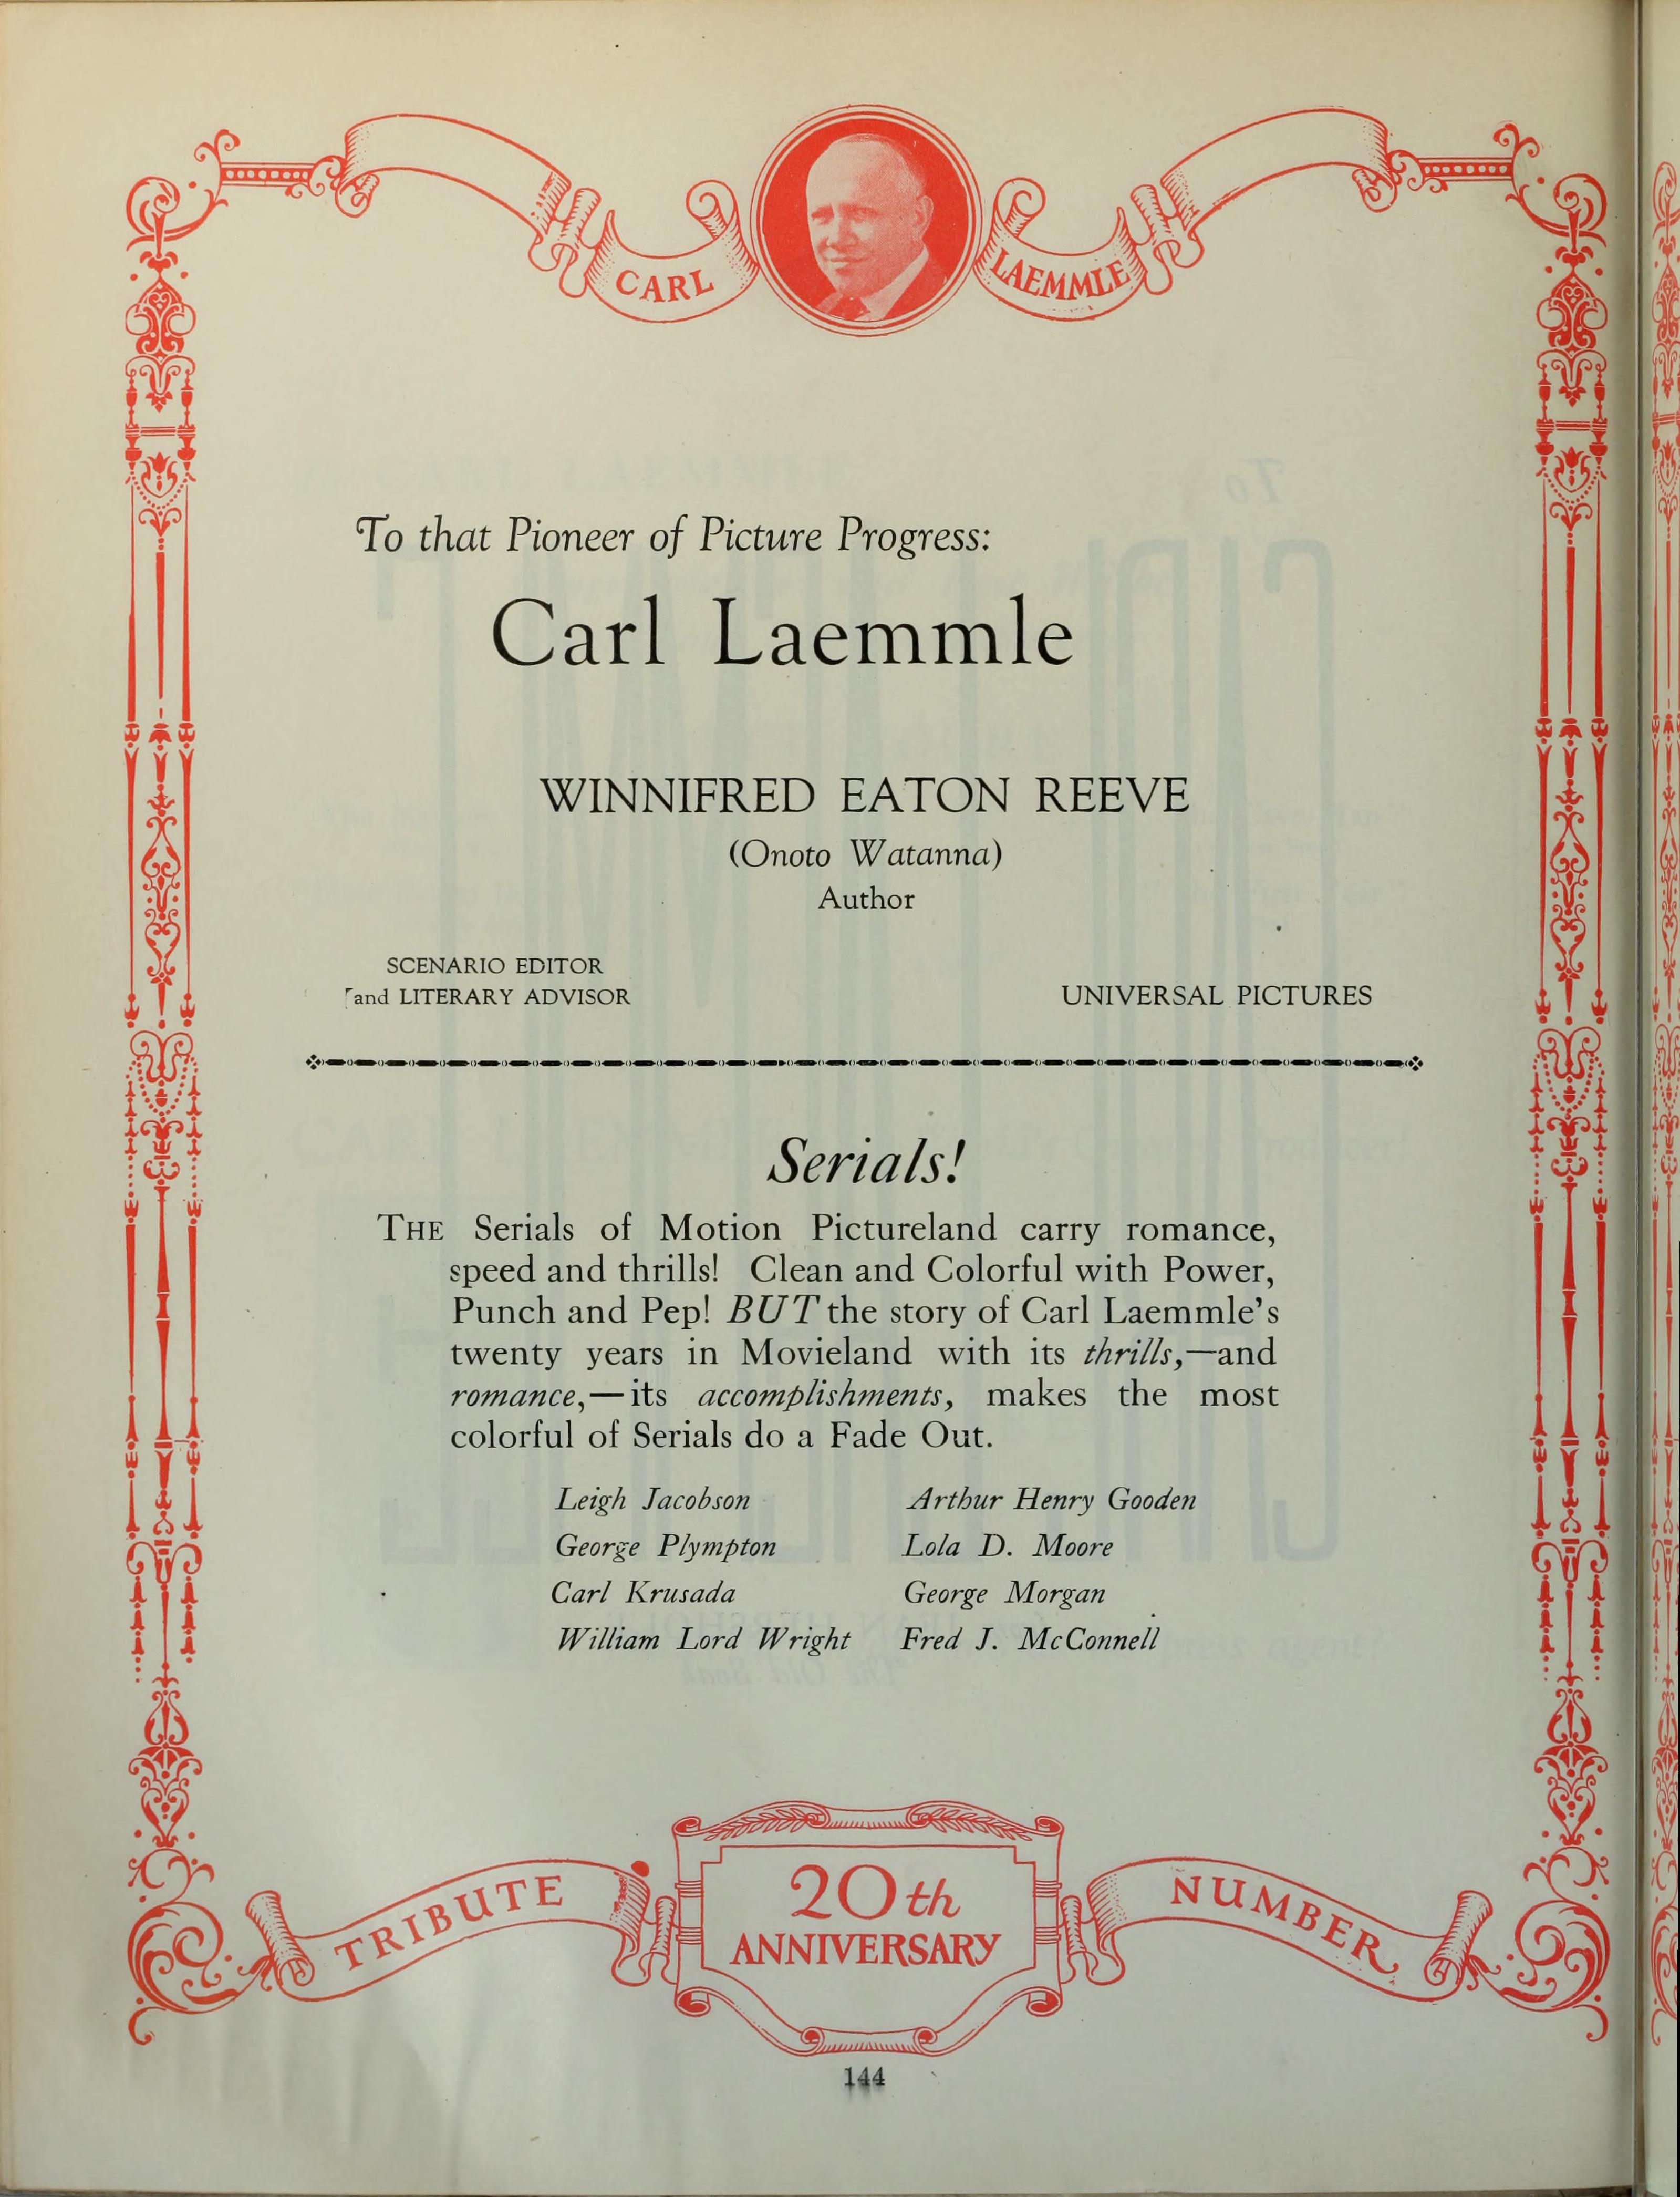 CARL LAEMMLE
To that Pioneer of Picture Progress:
Carl Laemmle
WINNIFRED EATON REEVE
(Onoto Watanna)
Author
SCENARIO EDITOR
and LITERARY ADVISOR
UNIVERSAL PICTURES
Serials!
THE Serials of Motion Pictureland carry romance,
speed and thrills! Clean and Colorful with Power,
Punch and Pep! BUT the story of Carl Laemmle's
twenty years in Movieland with its thrills,—and
romance,—its accomplishments, makes the most
colorful of Serials do a Fade Out.
Leigh Jacobson
Arthur Henry Gooden
George Plympton
Lola D. Moore
Carl Krusada
George Morgan
William Lord Wright
Fred J. McConnell
TRIBUTE
20th
ANNIVERSARY
NUMBER
144